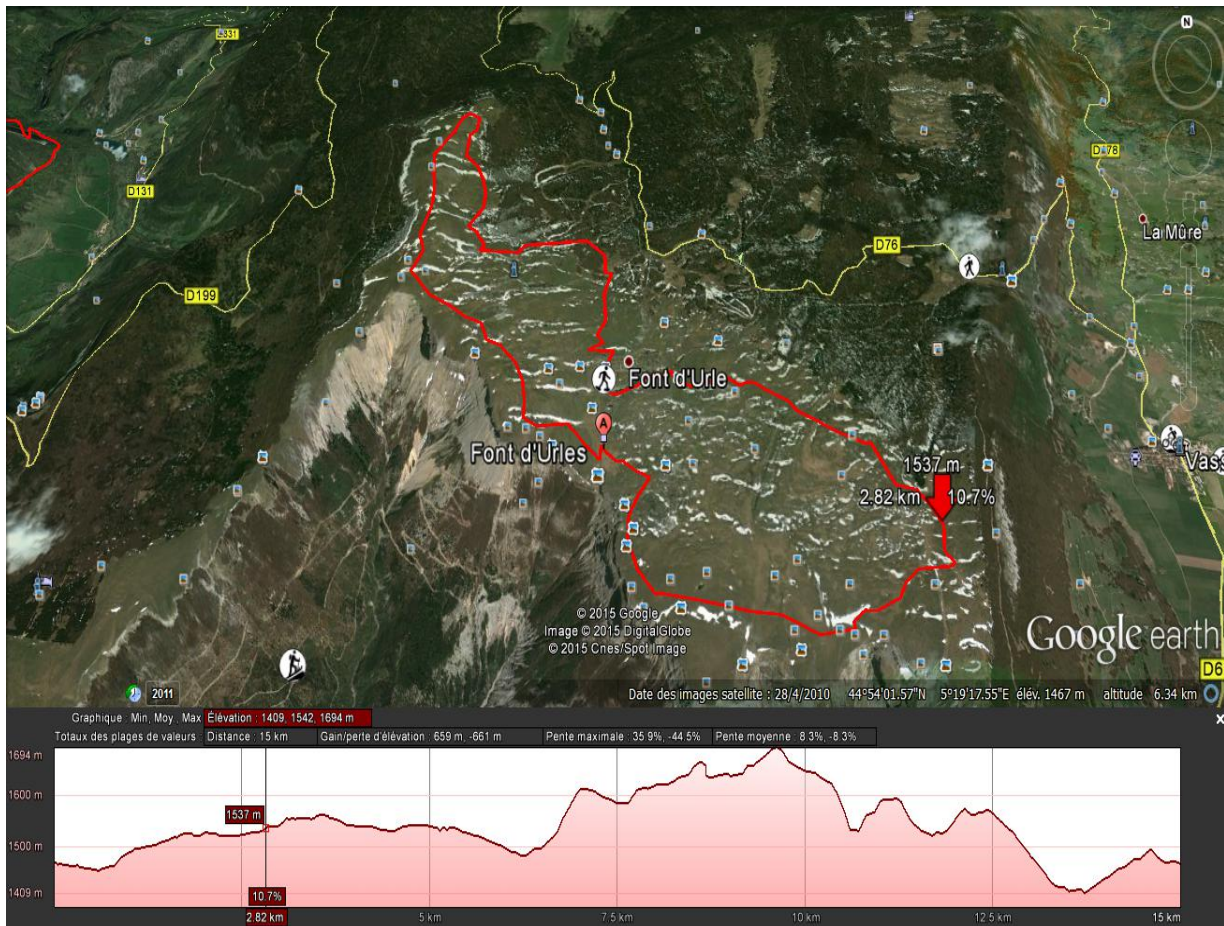 D331
N
D178
D131
La Mûre
D76
D199
Font d'Urle
A
Font d'Urles
Vass
1537 m
2.82 km 10.7%
© 2015 Google
Image © 2015 DigitalGlobe
© 2015 Cnes/Spot Image
Google earth
D6
2011
Date des images satellite : 28/4/2010 44°54'01.57"N 5°19'17.55"E élév. 1467 m altitude 6.34 km
Graphique : Min, Moy., Max Élévation : 1409, 1542, 1694 m
x
Totaux des plages de valeurs : Distance : 15 km Gain/perte d'élévation : 659 m, -661 m Pente maximale : 35.9%, -44.5% Pente moyenne : 8.3%, -8.3%
1694 m
1600 m
1537 m
1500 m
1409 m
10.7%
2.82 km 5 km 7.5 km 10 km 12.5 km 15 km